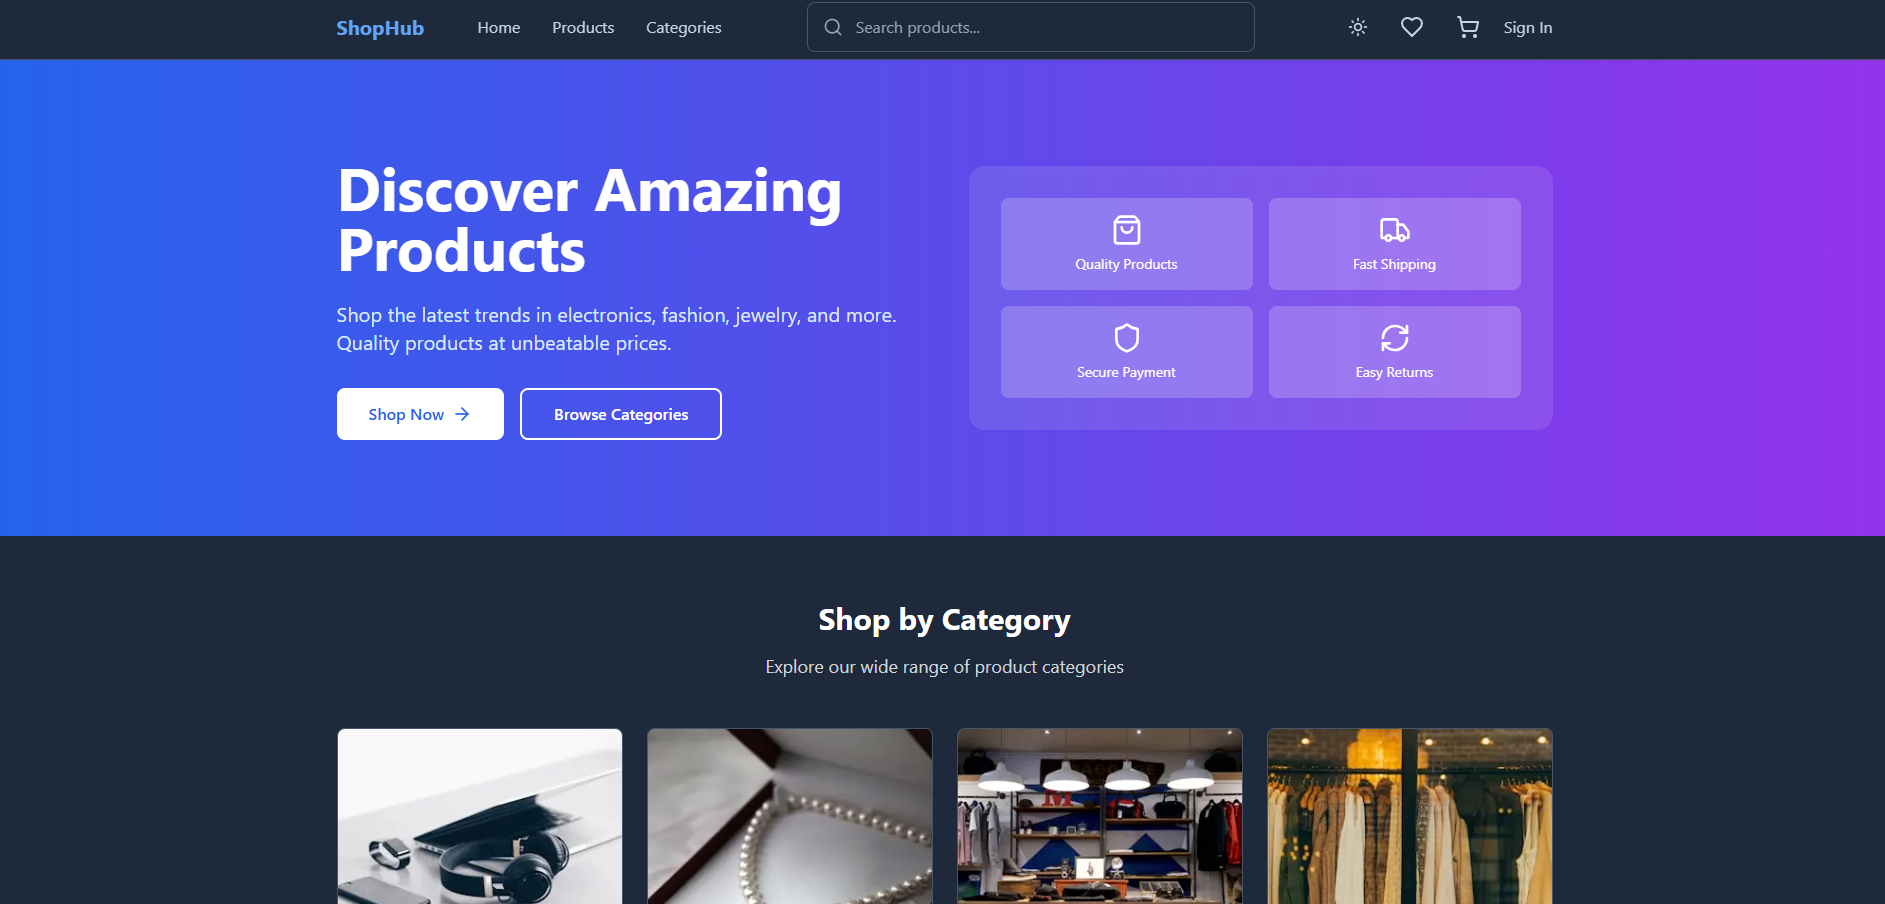 ShopHub
Home
Products
Categories
Search products...
Sign In
Discover Amazing
Products
Shop the latest trends in electronics, fashion, jewelry, and more.
Quality products at unbeatable prices.
Shop Now
Browse Categories
Quality Products
Fast Shipping
Secure Payment
Easy Returns
Shop by Category
Explore our wide range of product categories